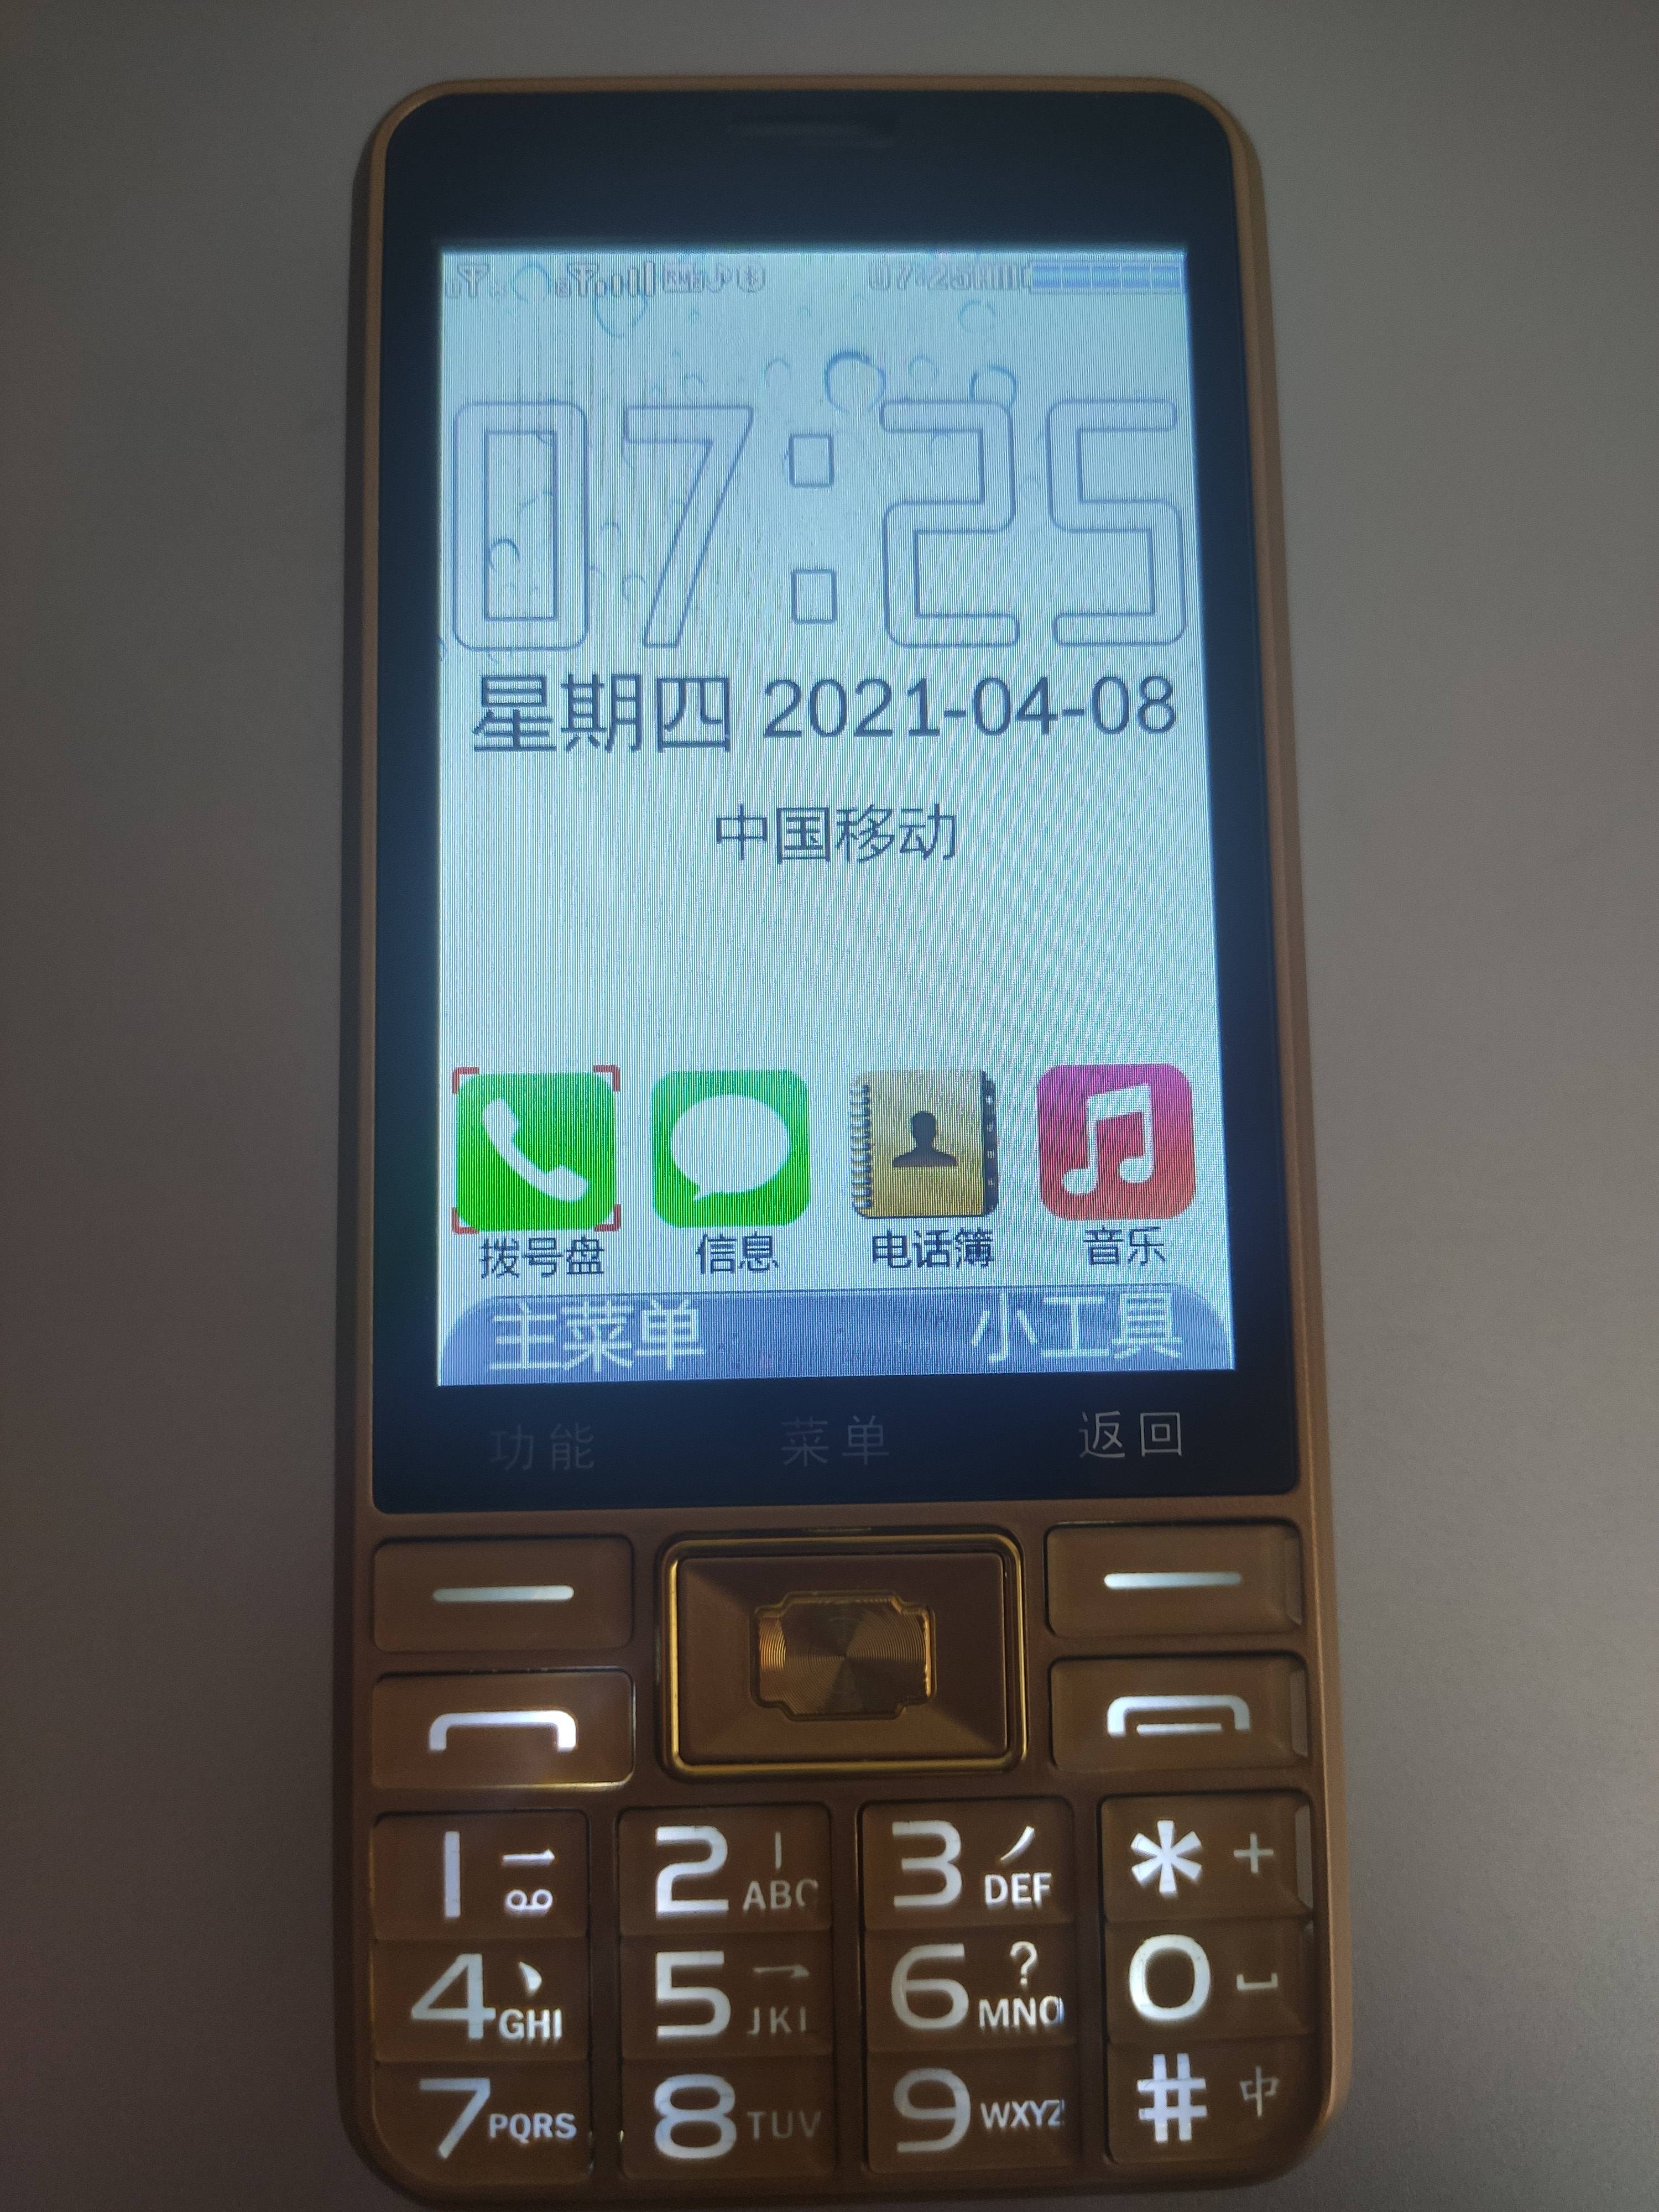 07:25AM
07:25
星期四 2021-04-08
中国移动
拨号盘 信息 电话簿 音乐
主菜单 小工具
功能 菜单 返回
1 2 ABC 3 DEF * +
4 GHI 5 JKL 6 ? MNO 0
7 PQRS 8 TUV 9 WXYZ # 中